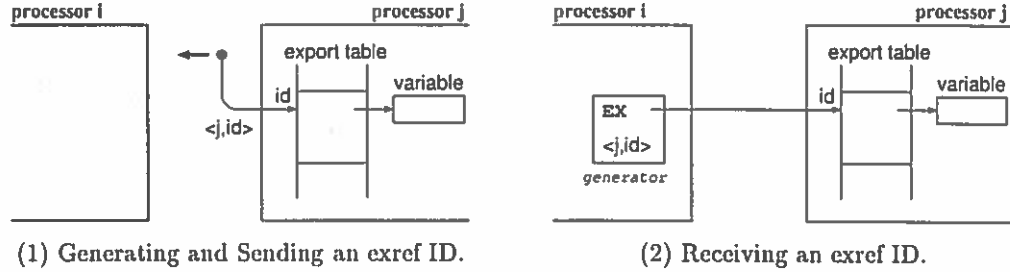 processor i
processor j
export table
variable
id
<j,id>
(1) Generating and Sending an exref ID.
processor i
processor j
export table
variable
id
EX
<j,id>
generator
(2) Receiving an exref ID.